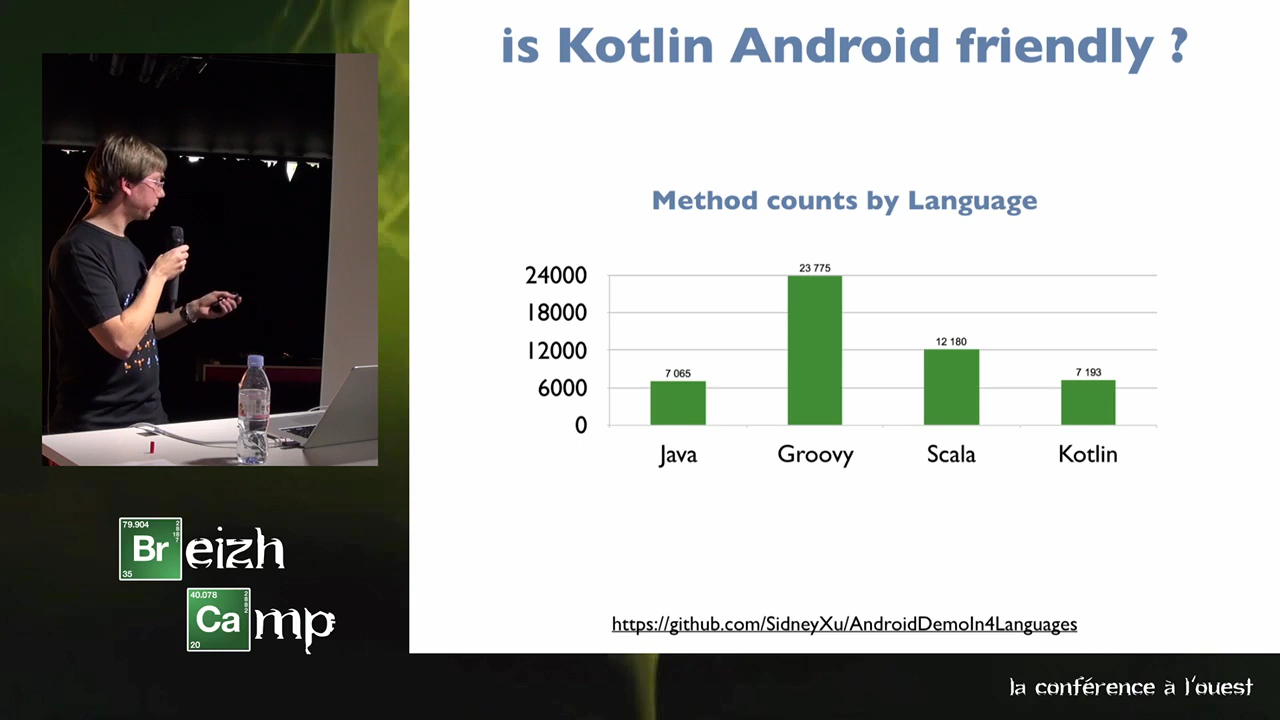 is Kotlin Android friendly ?
Method counts by Language
24000
18000
12000
6000
0
7 065
23 775
12 180
7 193
Java
Groovy
Scala
Kotlin
https://github.com/SidneyXu/AndroidDemoIn4Languages
79.904
Br
35
eizh
40.078
Ca
20
mp
la conférence à l'ouest